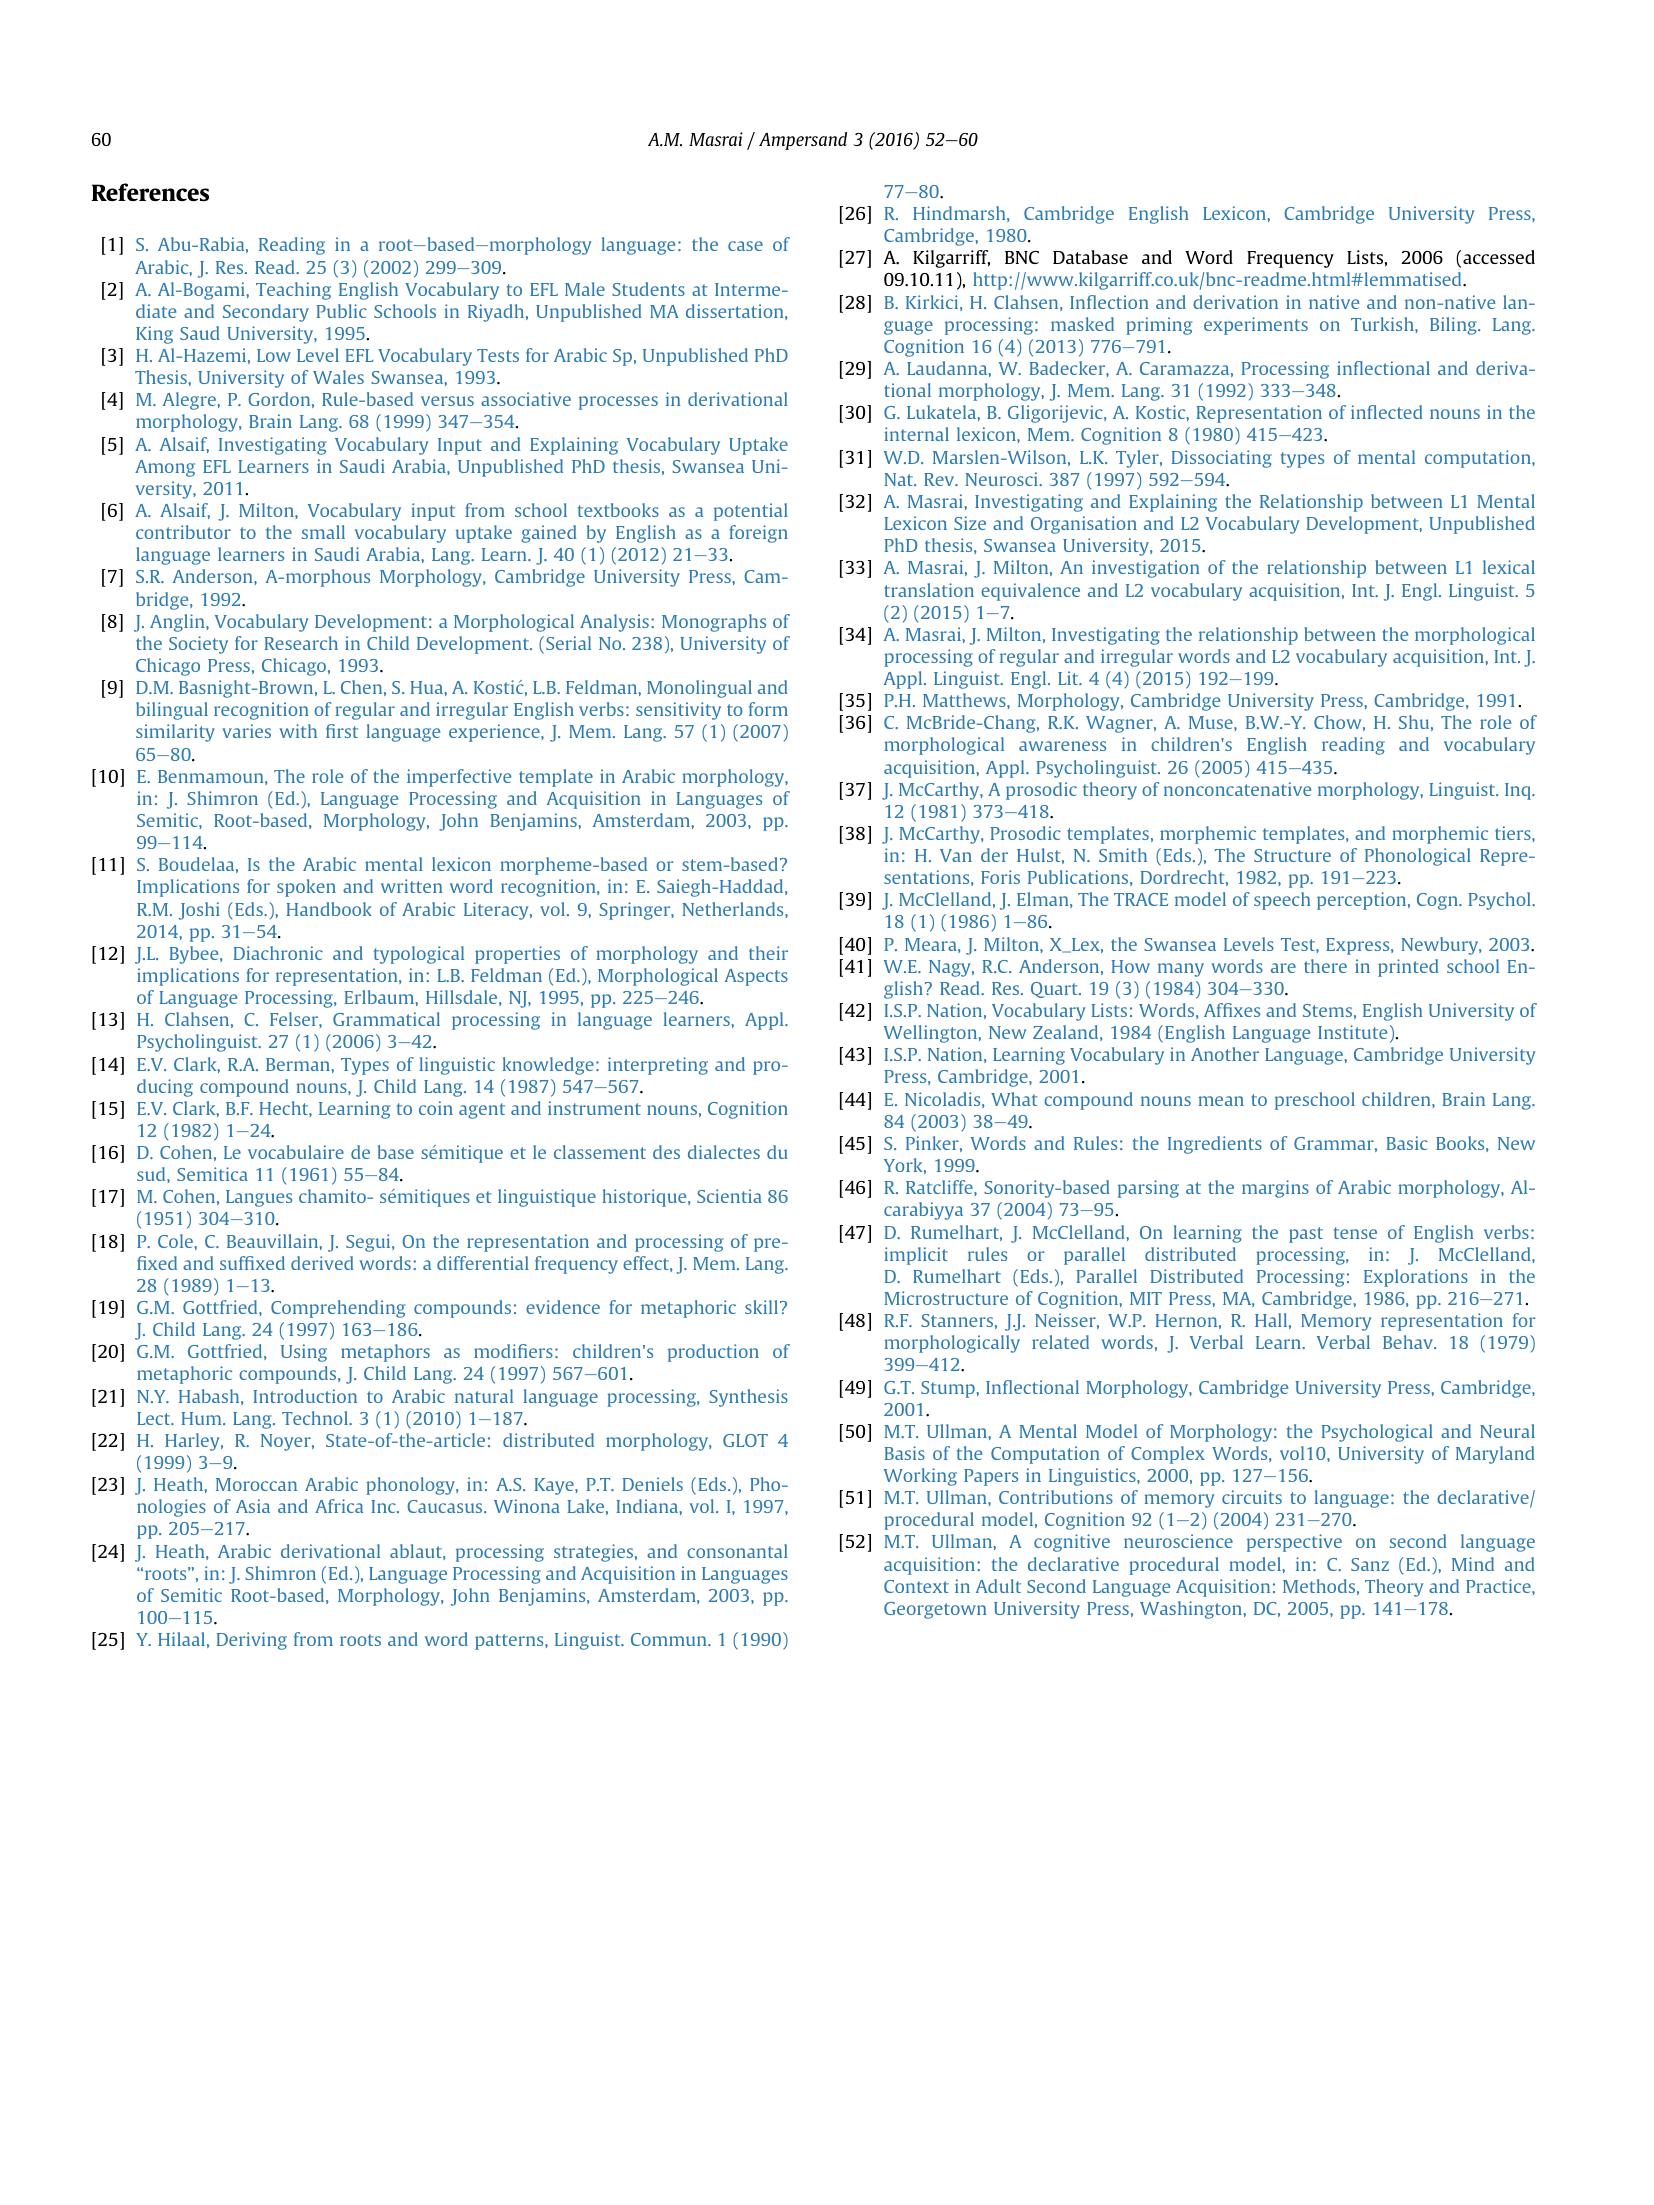 60
A.M. Masrai / Ampersand 3 (2016) 52–60
References
[1] S. Abu-Rabia, Reading in a root–based–morphology language: the case of
Arabic, J. Res. Read. 25 (3) (2002) 299–309.
[2] A. Al-Bogami, Teaching English Vocabulary to EFL Male Students at Interme-
diate and Secondary Public Schools in Riyadh, Unpublished MA dissertation,
King Saud University, 1995.
[3] H. Al-Hazemi, Low Level EFL Vocabulary Tests for Arabic Sp, Unpublished PhD
Thesis, University of Wales Swansea, 1993.
[4] M. Alegre, P. Gordon, Rule-based versus associative processes in derivational
morphology, Brain Lang. 68 (1999) 347–354.
[5] A. Alsaif, Investigating Vocabulary Input and Explaining Vocabulary Uptake
Among EFL Learners in Saudi Arabia, Unpublished PhD thesis, Swansea Uni-
versity, 2011.
[6] A. Alsaif, J. Milton, Vocabulary input from school textbooks as a potential
contributor to the small vocabulary uptake gained by English as a foreign
language learners in Saudi Arabia, Lang. Learn. J. 40 (1) (2012) 21–33.
[7] S.R. Anderson, A-morphous Morphology, Cambridge University Press, Cam-
bridge, 1992.
[8] J. Anglin, Vocabulary Development: a Morphological Analysis: Monographs of
the Society for Research in Child Development. (Serial No. 238), University of
Chicago Press, Chicago, 1993.
[9] D.M. Basnight-Brown, L. Chen, S. Hua, A. Kostić, L.B. Feldman, Monolingual and
bilingual recognition of regular and irregular English verbs: sensitivity to form
similarity varies with first language experience, J. Mem. Lang. 57 (1) (2007)
65–80.
[10] E. Benmamoun, The role of the imperfective template in Arabic morphology,
in: J. Shimron (Ed.), Language Processing and Acquisition in Languages of
Semitic, Root-based, Morphology, John Benjamins, Amsterdam, 2003, pp.
99–114.
[11] S. Boudelaa, Is the Arabic mental lexicon morpheme-based or stem-based?
Implications for spoken and written word recognition, in: E. Saiegh-Haddad,
R.M. Joshi (Eds.), Handbook of Arabic Literacy, vol. 9, Springer, Netherlands,
2014, pp. 31–54.
[12] J.L. Bybee, Diachronic and typological properties of morphology and their
implications for representation, in: L.B. Feldman (Ed.), Morphological Aspects
of Language Processing, Erlbaum, Hillsdale, NJ, 1995, pp. 225–246.
[13] H. Clahsen, C. Felser, Grammatical processing in language learners, Appl.
Psycholinguist. 27 (1) (2006) 3–42.
[14] E.V. Clark, R.A. Berman, Types of linguistic knowledge: interpreting and pro-
ducing compound nouns, J. Child Lang. 14 (1987) 547–567.
[15] E.V. Clark, B.F. Hecht, Learning to coin agent and instrument nouns, Cognition
12 (1982) 1–24.
[16] D. Cohen, Le vocabulaire de base sémitique et le classement des dialectes du
sud, Semitica 11 (1961) 55–84.
[17] M. Cohen, Langues chamito- sémitiques et linguistique historique, Scientia 86
(1951) 304–310.
[18] P. Cole, C. Beauvillain, J. Segui, On the representation and processing of pre-
fixed and suffixed derived words: a differential frequency effect, J. Mem. Lang.
28 (1989) 1–13.
[19] G.M. Gottfried, Comprehending compounds: evidence for metaphoric skill?
J. Child Lang. 24 (1997) 163–186.
[20] G.M. Gottfried, Using metaphors as modifiers: children's production of
metaphoric compounds, J. Child Lang. 24 (1997) 567–601.
[21] N.Y. Habash, Introduction to Arabic natural language processing, Synthesis
Lect. Hum. Lang. Technol. 3 (1) (2010) 1–187.
[22] H. Harley, R. Noyer, State-of-the-article: distributed morphology, GLOT 4
(1999) 3–9.
[23] J. Heath, Moroccan Arabic phonology, in: A.S. Kaye, P.T. Deniels (Eds.), Pho-
nologies of Asia and Africa Inc. Caucasus. Winona Lake, Indiana, vol. I, 1997,
pp. 205–217.
[24] J. Heath, Arabic derivational ablaut, processing strategies, and consonantal
“roots”, in: J. Shimron (Ed.), Language Processing and Acquisition in Languages
of Semitic Root-based, Morphology, John Benjamins, Amsterdam, 2003, pp.
100–115.
[25] Y. Hilaal, Deriving from roots and word patterns, Linguist. Commun. 1 (1990)
77–80.
[26] R. Hindmarsh, Cambridge English Lexicon, Cambridge University Press,
Cambridge, 1980.
[27] A. Kilgarriff, BNC Database and Word Frequency Lists, 2006 (accessed
09.10.11), http://www.kilgarriff.co.uk/bnc-readme.html#lemmatised.
[28] B. Kirkici, H. Clahsen, Inflection and derivation in native and non-native lan-
guage processing: masked priming experiments on Turkish, Biling. Lang.
Cognition 16 (4) (2013) 776–791.
[29] A. Laudanna, W. Badecker, A. Caramazza, Processing inflectional and deriva-
tional morphology, J. Mem. Lang. 31 (1992) 333–348.
[30] G. Lukatela, B. Gligorijevic, A. Kostic, Representation of inflected nouns in the
internal lexicon, Mem. Cognition 8 (1980) 415–423.
[31] W.D. Marslen-Wilson, L.K. Tyler, Dissociating types of mental computation,
Nat. Rev. Neurosci. 387 (1997) 592–594.
[32] A. Masrai, Investigating and Explaining the Relationship between L1 Mental
Lexicon Size and Organisation and L2 Vocabulary Development, Unpublished
PhD thesis, Swansea University, 2015.
[33] A. Masrai, J. Milton, An investigation of the relationship between L1 lexical
translation equivalence and L2 vocabulary acquisition, Int. J. Engl. Linguist. 5
(2) (2015) 1–7.
[34] A. Masrai, J. Milton, Investigating the relationship between the morphological
processing of regular and irregular words and L2 vocabulary acquisition, Int. J.
Appl. Linguist. Engl. Lit. 4 (4) (2015) 192–199.
[35] P.H. Matthews, Morphology, Cambridge University Press, Cambridge, 1991.
[36] C. McBride-Chang, R.K. Wagner, A. Muse, B.W.-Y. Chow, H. Shu, The role of
morphological awareness in children's English reading and vocabulary
acquisition, Appl. Psycholinguist. 26 (2005) 415–435.
[37] J. McCarthy, A prosodic theory of nonconcatenative morphology, Linguist. Inq.
12 (1981) 373–418.
[38] J. McCarthy, Prosodic templates, morphemic templates, and morphemic tiers,
in: H. Van der Hulst, N. Smith (Eds.), The Structure of Phonological Repre-
sentations, Foris Publications, Dordrecht, 1982, pp. 191–223.
[39] J. McClelland, J. Elman, The TRACE model of speech perception, Cogn. Psychol.
18 (1) (1986) 1–86.
[40] P. Meara, J. Milton, X_Lex, the Swansea Levels Test, Express, Newbury, 2003.
[41] W.E. Nagy, R.C. Anderson, How many words are there in printed school En-
glish? Read. Res. Quart. 19 (3) (1984) 304–330.
[42] I.S.P. Nation, Vocabulary Lists: Words, Affixes and Stems, English University of
Wellington, New Zealand, 1984 (English Language Institute).
[43] I.S.P. Nation, Learning Vocabulary in Another Language, Cambridge University
Press, Cambridge, 2001.
[44] E. Nicoladis, What compound nouns mean to preschool children, Brain Lang.
84 (2003) 38–49.
[45] S. Pinker, Words and Rules: the Ingredients of Grammar, Basic Books, New
York, 1999.
[46] R. Ratcliffe, Sonority-based parsing at the margins of Arabic morphology, Al-
carabiyya 37 (2004) 73–95.
[47] D. Rumelhart, J. McClelland, On learning the past tense of English verbs:
implicit rules or parallel distributed processing, in: J. McClelland,
D. Rumelhart (Eds.), Parallel Distributed Processing: Explorations in the
Microstructure of Cognition, MIT Press, MA, Cambridge, 1986, pp. 216–271.
[48] R.F. Stanners, J.J. Neisser, W.P. Hernon, R. Hall, Memory representation for
morphologically related words, J. Verbal Learn. Verbal Behav. 18 (1979)
399–412.
[49] G.T. Stump, Inflectional Morphology, Cambridge University Press, Cambridge,
2001.
[50] M.T. Ullman, A Mental Model of Morphology: the Psychological and Neural
Basis of the Computation of Complex Words, vol10, University of Maryland
Working Papers in Linguistics, 2000, pp. 127–156.
[51] M.T. Ullman, Contributions of memory circuits to language: the declarative/
procedural model, Cognition 92 (1–2) (2004) 231–270.
[52] M.T. Ullman, A cognitive neuroscience perspective on second language
acquisition: the declarative procedural model, in: C. Sanz (Ed.), Mind and
Context in Adult Second Language Acquisition: Methods, Theory and Practice,
Georgetown University Press, Washington, DC, 2005, pp. 141–178.